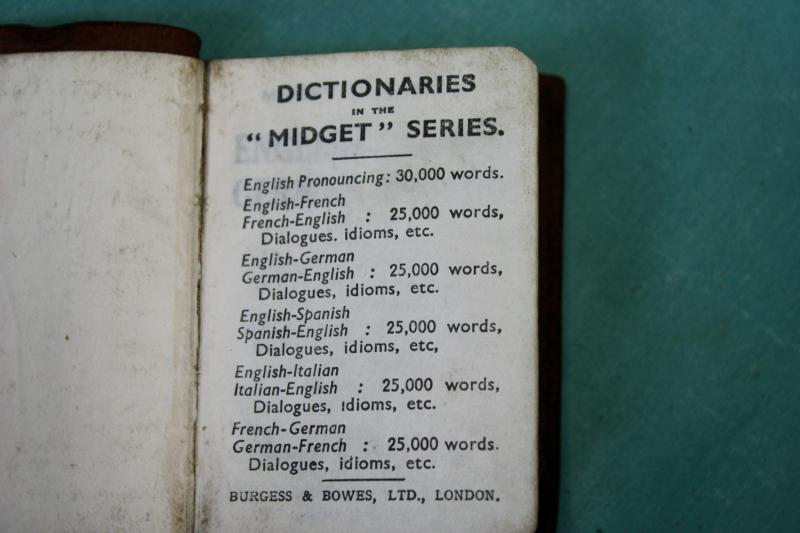 DICTIONARIES
IN THE
“MIDGET” SERIES.
English Pronouncing: 30,000 words.
English-French
French-English : 25,000 words,
Dialogues. idioms, etc.
English-German
German-English : 25,000 words,
Dialogues, idioms, etc.
English-Spanish
Spanish-English : 25,000 words,
Dialogues, idioms, etc,
English-Italian
Italian-English : 25,000 words,
Dialogues, idioms, etc.
French-German
German-French : 25,000 words.
Dialogues, idioms, etc.
BURGESS & BOWES, LTD., LONDON.